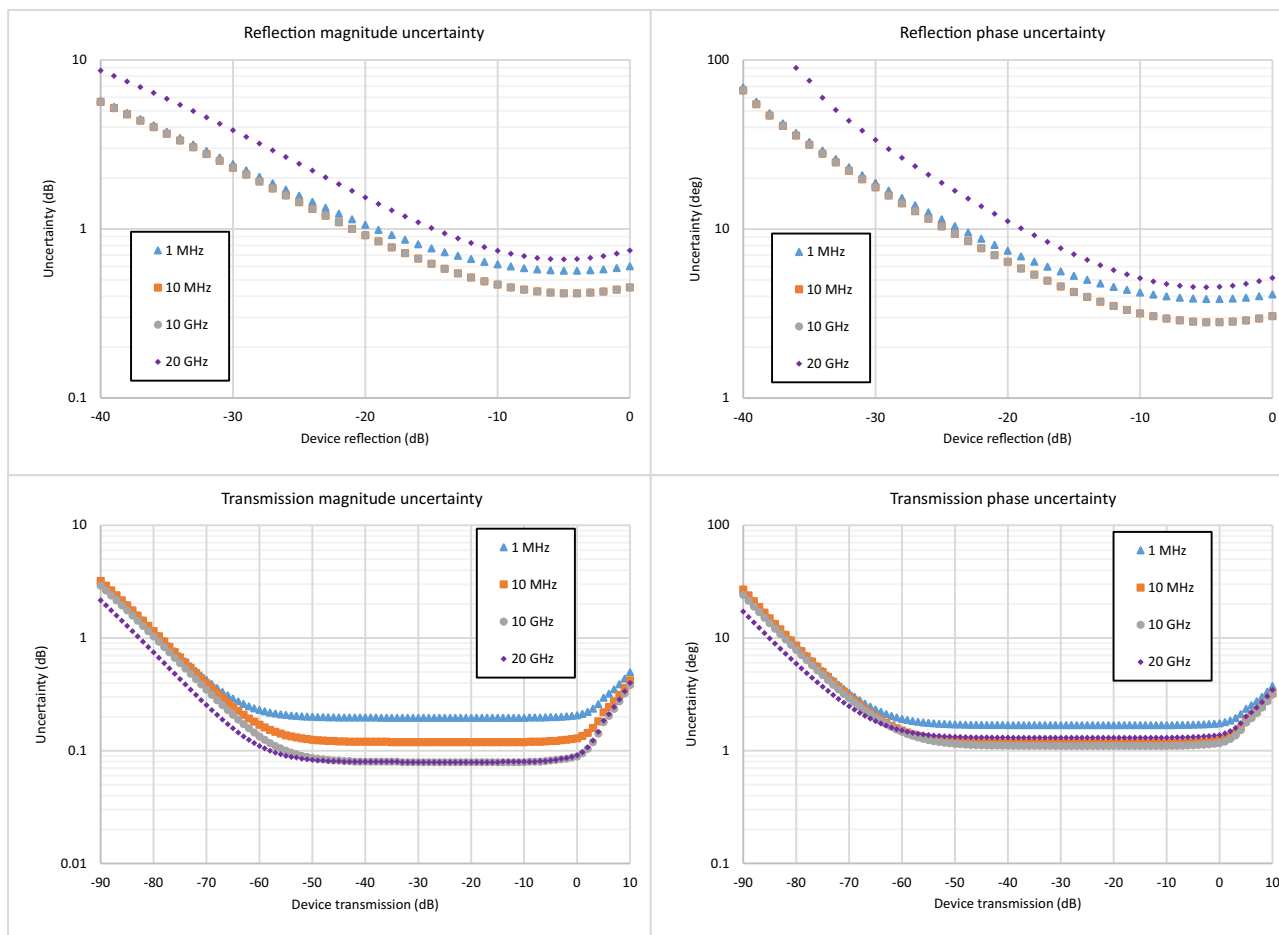 Reflection magnitude uncertainty
10
1
0.1
Uncertainty (dB)
1 MHz
10 MHz
10 GHz
20 GHz
-40
-30
-20
-10
0
Device reflection (dB)
Reflection phase uncertainty
100
10
1
Uncertainty (deg)
1 MHz
10 MHz
10 GHz
20 GHz
-40
-30
-20
-10
0
Device reflection (dB)
Transmission magnitude uncertainty
10
1
0.1
0.01
Uncertainty (dB)
1 MHz
10 MHz
10 GHz
20 GHz
-90
-80
-70
-60
-50
-40
-30
-20
-10
0
10
Device transmission (dB)
Transmission phase uncertainty
100
10
1
0.1
Uncertainty (deg)
1 MHz
10 MHz
10 GHz
20 GHz
-90
-80
-70
-60
-50
-40
-30
-20
-10
0
10
Device transmission (dB)